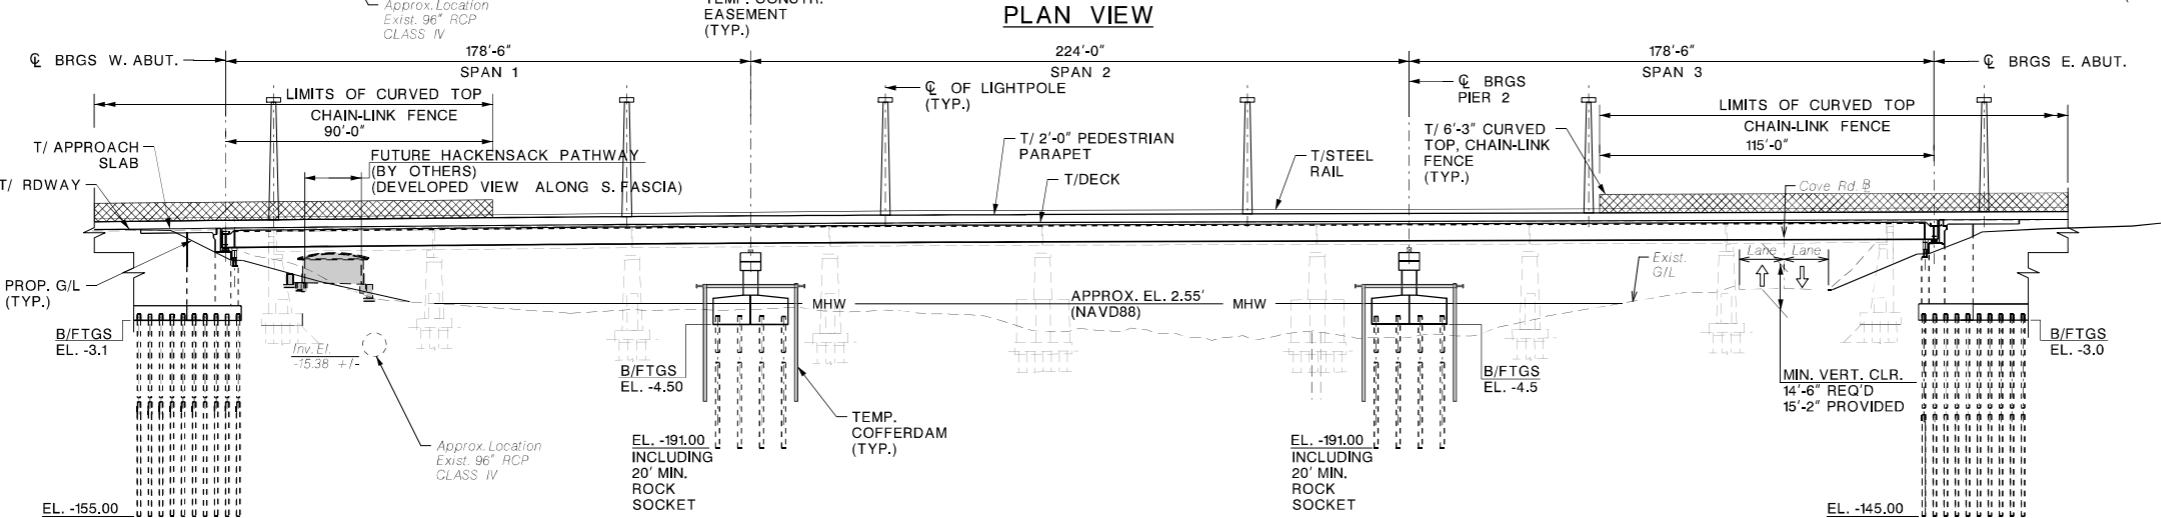 Approx. Location
Exist. 96" RCP
CLASS IV
TEMP. CONSTR.
EASEMENT
(TYP.)
PLAN VIEW
℄ BRGS W. ABUT.
178'-6"
SPAN 1
224'-0"
SPAN 2
178'-6"
SPAN 3
℄ BRGS E. ABUT.
LIMITS OF CURVED TOP
CHAIN-LINK FENCE
90'-0"
℄ OF LIGHTPOLE
(TYP.)
℄ BRGS
PIER 2
LIMITS OF CURVED TOP
CHAIN-LINK FENCE
115'-0"
T/ APPROACH
SLAB
T/ RDWAY
FUTURE HACKENSACK PATHWAY
(BY OTHERS)
(DEVELOPED VIEW ALONG S. FASCIA)
T/ 2'-0" PEDESTRIAN
PARAPET
T/DECK
T/STEEL
RAIL
T/ 6'-3" CURVED
TOP, CHAIN-LINK
FENCE
(TYP.)
Cove Rd. ℄
Lane
Lane
Exist.
G/L
PROP. G/L
(TYP.)
MHW
APPROX. EL. 2.55'
(NAVD88)
MHW
B/FTGS
EL. -3.1
Inv. El.
-15.38 +/-
B/FTGS
EL. -4.50
B/FTGS
EL. -4.5
B/FTGS
EL. -3.0
MIN. VERT. CLR.
14'-6" REQ'D
15'-2" PROVIDED
TEMP.
COFFERDAM
(TYP.)
Approx. Location
Exist. 96" RCP
CLASS IV
EL. -191.00
INCLUDING
20' MIN.
ROCK
SOCKET
EL. -191.00
INCLUDING
20' MIN.
ROCK
SOCKET
EL. -155.00
EL. -145.00